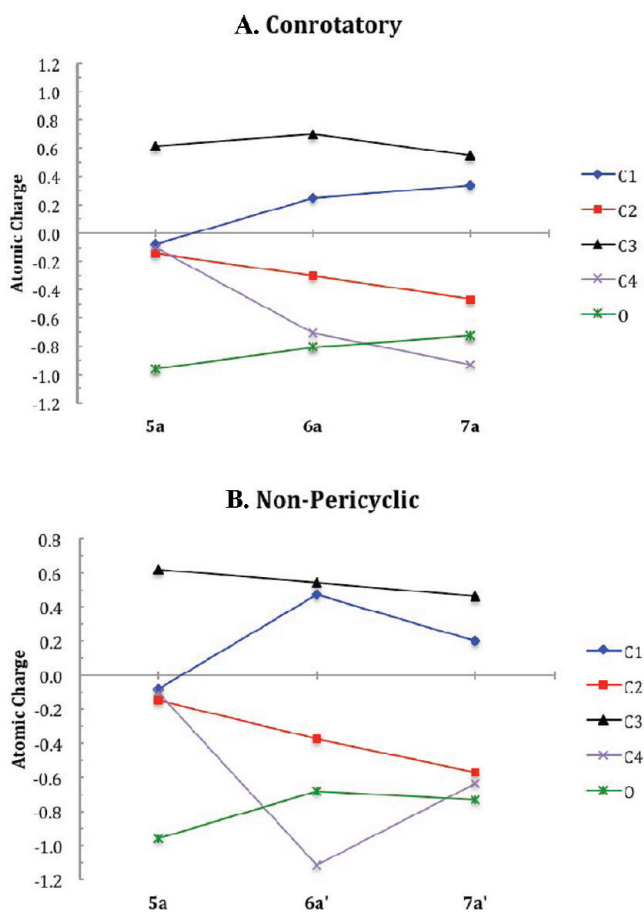 A. Conrotatory
1.2
1.0
0.8
0.6
0.4
0.2
0.0
-0.2
-0.4
-0.6
-0.8
-1.0
-1.2
Atomic Charge
5a 6a 7a
C1
C2
C3
C4
O
B. Non-Pericyclic
0.8
0.6
0.4
0.2
0.0
-0.2
-0.4
-0.6
-0.8
-1.0
-1.2
Atomic Charge
5a 6a' 7a'
C1
C2
C3
C4
O